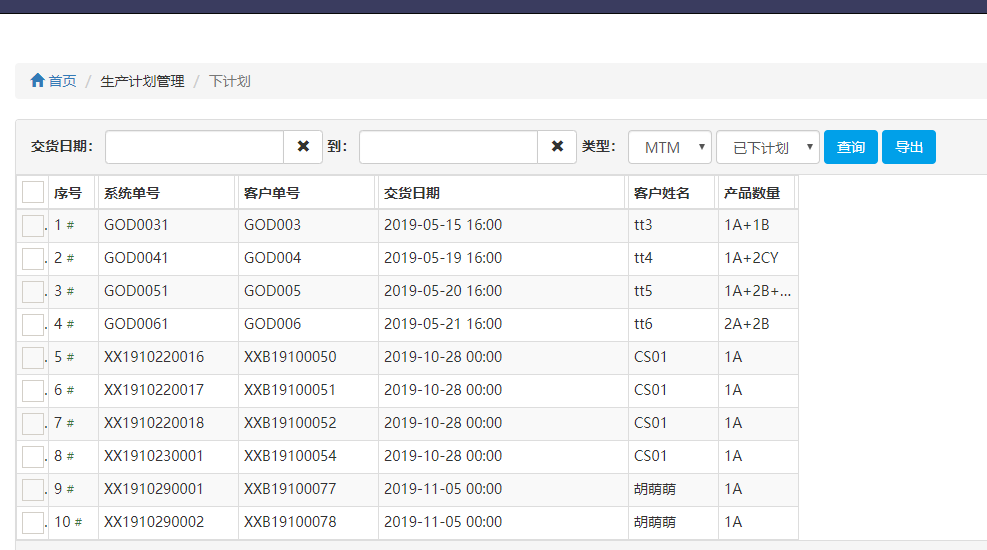 首页 / 生产计划管理 / 下计划
交货日期: 到: 类型: MTM 已下计划 查询 导出
序号 系统单号 客户单号 交货日期 客户姓名 产品数量
1 # GOD0031 GOD003 2019-05-15 16:00 tt3 1A+1B
2 # GOD0041 GOD004 2019-05-19 16:00 tt4 1A+2CY
3 # GOD0051 GOD005 2019-05-20 16:00 tt5 1A+2B+...
4 # GOD0061 GOD006 2019-05-21 16:00 tt6 2A+2B
5 # XX1910220016 XXB19100050 2019-10-28 00:00 CS01 1A
6 # XX1910220017 XXB19100051 2019-10-28 00:00 CS01 1A
7 # XX1910220018 XXB19100052 2019-10-28 00:00 CS01 1A
8 # XX1910230001 XXB19100054 2019-10-28 00:00 CS01 1A
9 # XX1910290001 XXB19100077 2019-11-05 00:00 胡萌萌 1A
10 # XX1910290002 XXB19100078 2019-11-05 00:00 胡萌萌 1A